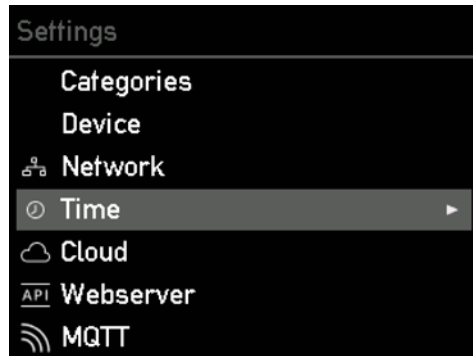 Settings
Categories
Device
Network
Time
Cloud
API Webserver
MQTT